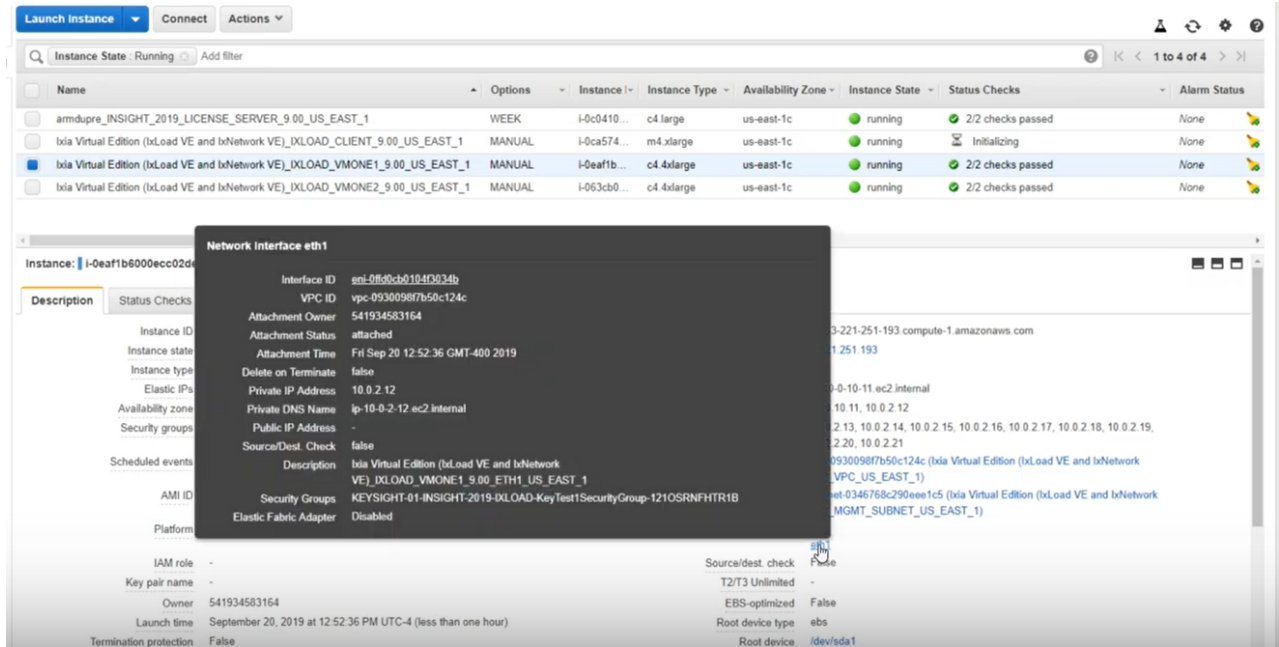 Launch Instance Connect Actions
Instance State : Running Add filter 1 to 4 of 4
Name Options Instance I Instance Type Availability Zone Instance State Status Checks Alarm Status
armdupre_INSIGHT_2019_LICENSE_SERVER_9.00_US_EAST_1 WEEK i-0c0410... c4.large us-east-1c running 2/2 checks passed None
Ixia Virtual Edition (IxLoad VE and IxNetwork VE)_IXLOAD_CLIENT_9.00_US_EAST_1 MANUAL i-0ca574... m4.xlarge us-east-1c running Initializing None
Ixia Virtual Edition (IxLoad VE and IxNetwork VE)_IXLOAD_VMONE1_9.00_US_EAST_1 MANUAL i-0eaf1b... c4.4xlarge us-east-1c running 2/2 checks passed None
Ixia Virtual Edition (IxLoad VE and IxNetwork VE)_IXLOAD_VMONE2_9.00_US_EAST_1 MANUAL i-063cb0... c4.4xlarge us-east-1c running 2/2 checks passed None
Network Interface eth1
Interface ID eni-0ffd0cb0104f3034b
VPC ID vpc-0930098f7b50c124c
Attachment Owner 541934583164
Attachment Status attached
Attachment Time Fri Sep 20 12:52:36 GMT-400 2019
Delete on Terminate false
Private IP Address 10.0.2.12
Private DNS Name ip-10-0-2-12.ec2.internal
Public IP Address -
Source/Dest. Check false
Description Ixia Virtual Edition (IxLoad VE and IxNetwork
VE)_IXLOAD_VMONE1_9.00_ETH1_US_EAST_1
Security Groups KEYSIGHT-01-INSIGHT-2019-IXLOAD-KeyTest1SecurityGroup-121OSRNFHTR1B
Elastic Fabric Adapter Disabled
Instance: i-0eaf1b6000ecc02de
Description Status Checks
Instance ID 3-221-251-193.compute-1.amazonaws.com
Instance state 1.251.193
Instance type
Elastic IPs 0-0-10-11.ec2.internal
Availability zone .10.11, 10.0.2.12
Security groups .2.13, 10.0.2.14, 10.0.2.15, 10.0.2.16, 10.0.2.17, 10.0.2.18, 10.0.2.19,
.2.20, 10.0.2.21
Scheduled events 0930098f7b50c124c (Ixia Virtual Edition (IxLoad VE and IxNetwork
_VPC_US_EAST_1)
AMI ID et-0346768c290eee1c5 (Ixia Virtual Edition (IxLoad VE and IxNetwork
_MGMT_SUBNET_US_EAST_1)
Platform
eth1
IAM role - Source/dest. check False
Key pair name - T2/T3 Unlimited -
Owner 541934583164 EBS-optimized False
Launch time September 20, 2019 at 12:52:36 PM UTC-4 (less than one hour) Root device type ebs
Termination protection False Root device /dev/sda1